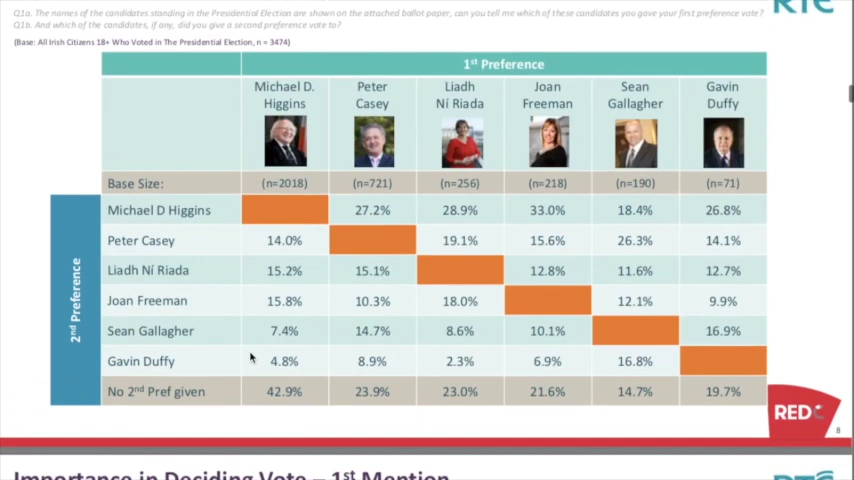 Q1a. The names of the candidates standing in the Presidential Election are shown on the attached ballot paper, can you tell me which of these candidates you gave your first preference vote?
Q1b. And which of the candidates, if any, did you give a second preference vote to?
RTÉ
(Base: All Irish Citizens 18+ Who Voted in The Presidential Election, n = 3474)
1st Preference
Michael D. Higgins Peter Casey Liadh Ní Riada Joan Freeman Sean Gallagher Gavin Duffy
Base Size: (n=2018) (n=721) (n=256) (n=218) (n=190) (n=71)
2nd Preference
Michael D Higgins 27.2% 28.9% 33.0% 18.4% 26.8%
Peter Casey 14.0% 19.1% 15.6% 26.3% 14.1%
Liadh Ní Riada 15.2% 15.1% 12.8% 11.6% 12.7%
Joan Freeman 15.8% 10.3% 18.0% 12.1% 9.9%
Sean Gallagher 7.4% 14.7% 8.6% 10.1% 16.9%
Gavin Duffy 4.8% 8.9% 2.3% 6.9% 16.8%
No 2nd Pref given 42.9% 23.9% 23.0% 21.6% 14.7% 19.7%
REDC
8
Importance in Deciding Vote – 1st Mention
RTÉ